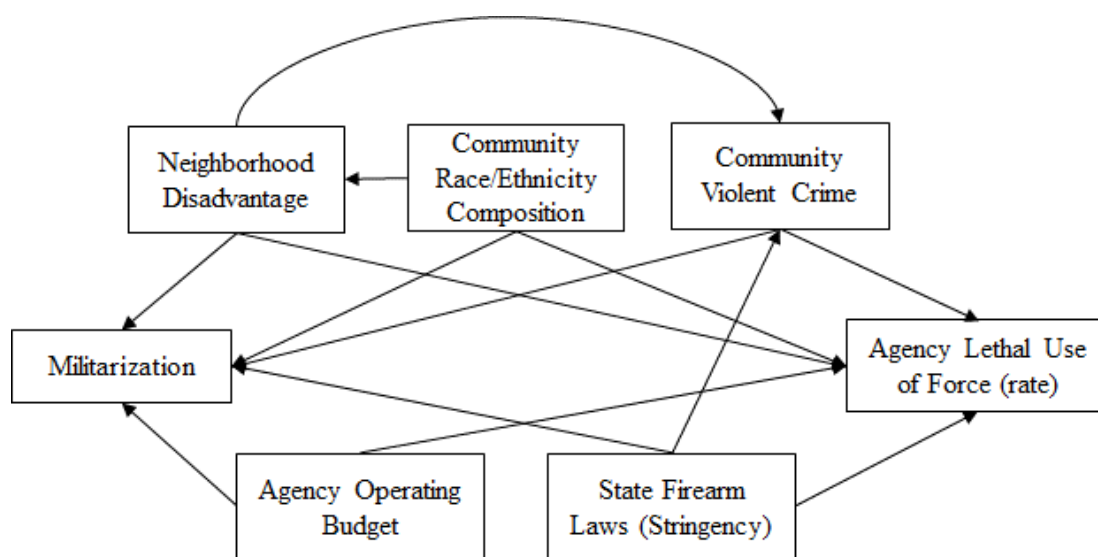 Neighborhood
Disadvantage
Community
Race/Ethnicity
Composition
Community
Violent Crime
Militarization
Agency Lethal Use
of Force (rate)
Agency Operating
Budget
State Firearm
Laws (Stringency)